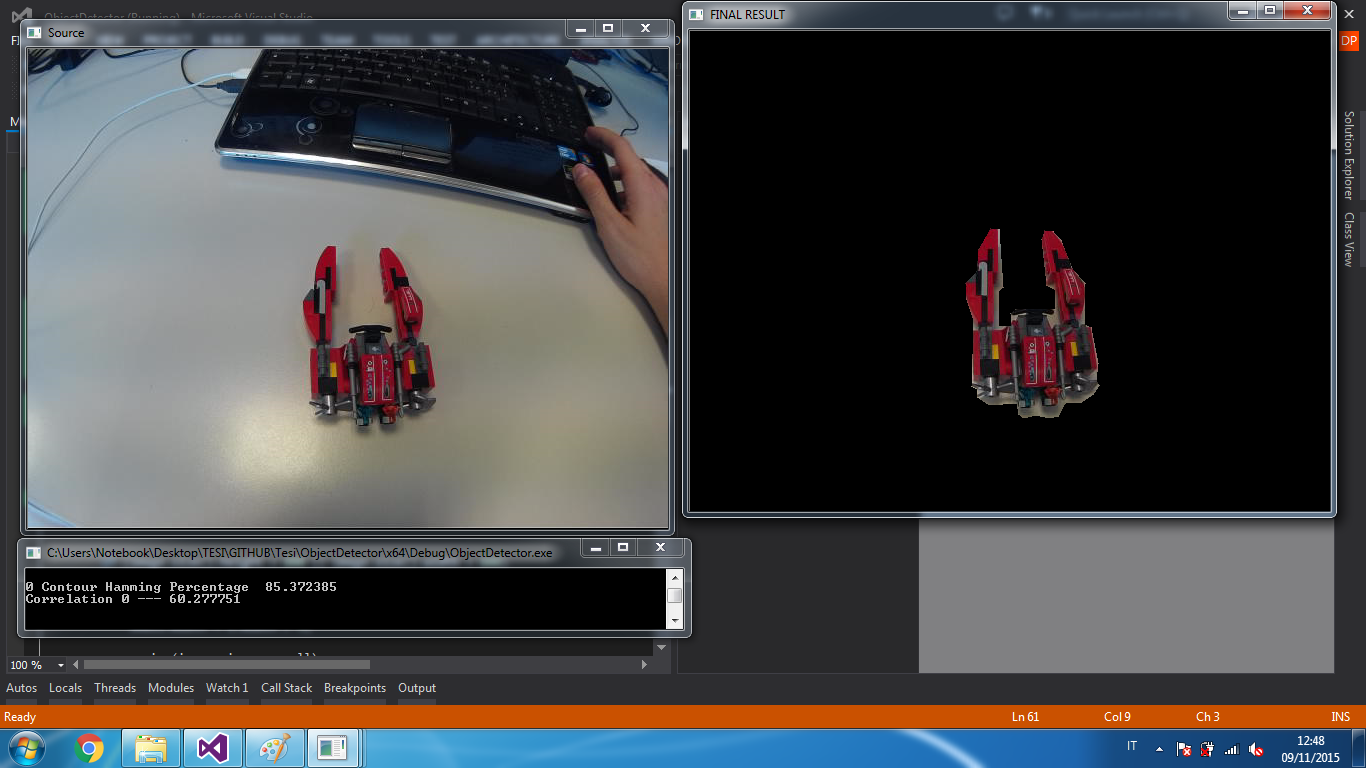 ObjectDetector (Running) - Microsoft Visual Studio
Source
FINAL RESULT
DP
Solution Explorer
Class View
C:\Users\Notebook\Desktop\TESI\GITHUB\Tesi\ObjectDetector\x64\Debug\ObjectDetector.exe
0 Contour Hamming Percentage 85.372385
Correlation 0 --- 60.277751
100 %
Autos Locals Threads Modules Watch 1 Call Stack Breakpoints Output
Ready Ln 61 Col 9 Ch 3 INS
IT 12:48
09/11/2015